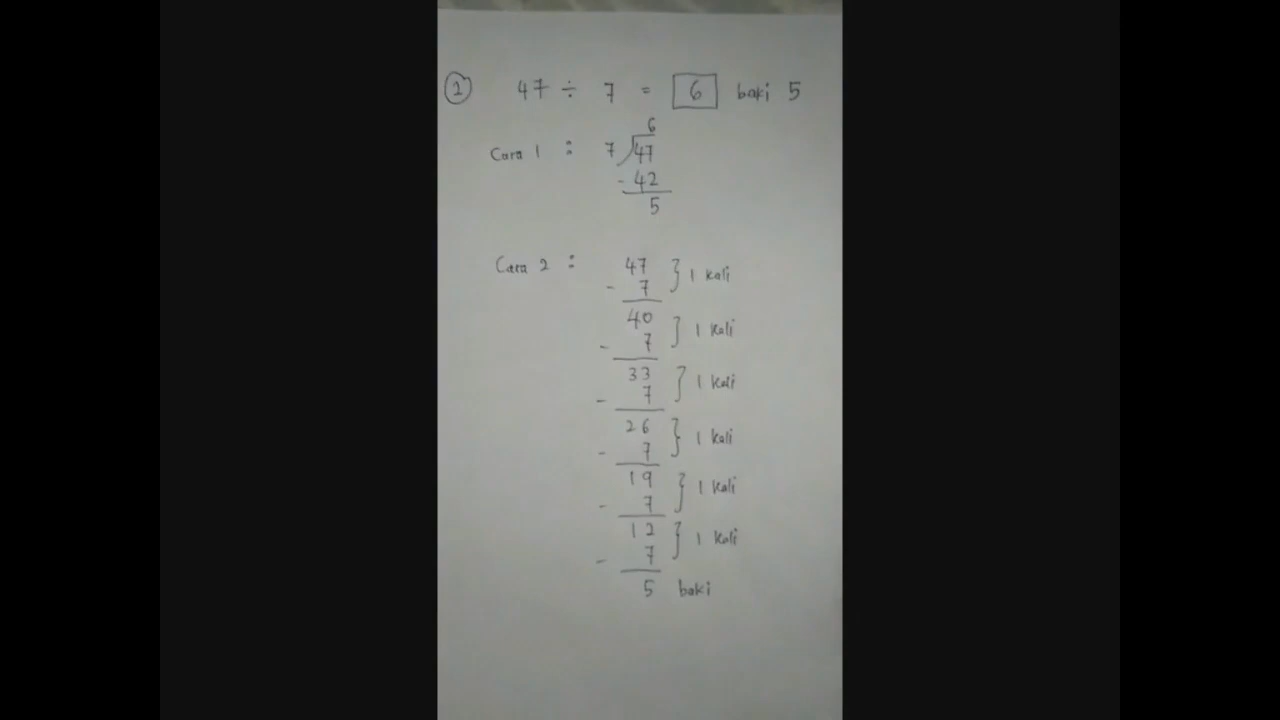 2 47 ÷ 7 = 6 baki 5
6
Cara 1 : 7 47
- 42
5
Cara 2 : 47 } 1 kali
- 7
40 } 1 kali
- 7
33 } 1 kali
- 7
26 } 1 kali
- 7
19 } 1 kali
- 7
12 } 1 kali
- 7
5 baki